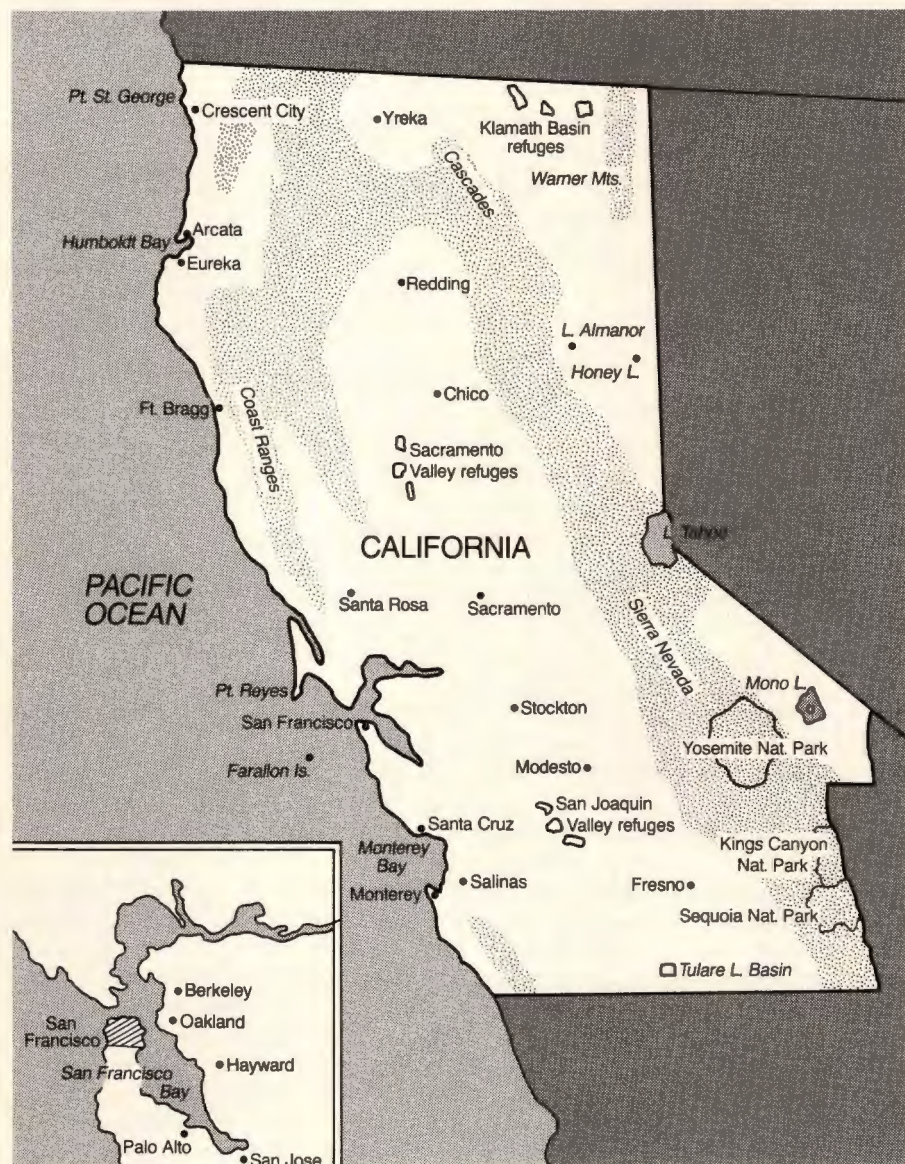 Pt. St. George
Crescent City
Yreka
Klamath Basin
refuges
Cascades
Warner Mts.
Arcata
Humboldt Bay
Eureka
Redding
L. Almanor
Honey L.
Chico
Ft. Bragg
Coast Ranges
Sacramento
Valley refuges
L. Tahoe
CALIFORNIA
PACIFIC
OCEAN
Santa Rosa
Sacramento
Sierra Nevada
Mono L.
Pt. Reyes
Stockton
San Francisco
Yosemite Nat. Park
Farallon Is.
Modesto
San Joaquin
Valley refuges
Santa Cruz
Monterey
Bay
Kings Canyon
Nat. Park
Salinas
Fresno
Monterey
Sequoia Nat. Park
Tulare L. Basin
Berkeley
Oakland
San
Francisco
Hayward
San Francisco
Bay
Palo Alto
San Jose